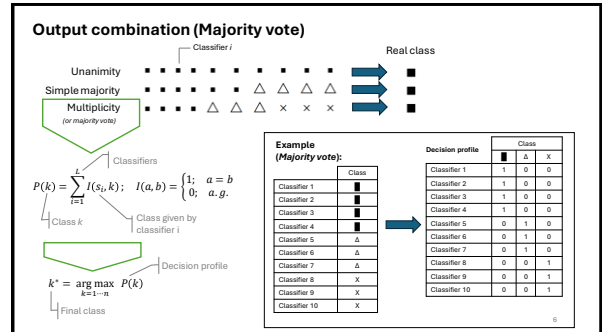 Output combination (Majority vote)
Classifier i
Real class
Unanimity ■ ■ ■ ■ ■ ■ ■ ■ ■ ■ ■
Simple majority ■ ■ ■ ■ ■ ■ △ △ △ △ ■
Multiplicity ■ ■ ■ ■ △ △ △ × × × ■
(or majority vote)
Classifiers
P(k) = ∑_{i=1}^{L} I(s_i, k); I(a, b) = {1; a = b
0; a.g.
Class k
Class given by
classifier i
Decision profile
k* = arg max_{k=1⋯n} P(k)
Final class
Example
(Majority vote):
Class
Classifier 1 █
Classifier 2 █
Classifier 3 █
Classifier 4 █
Classifier 5 Δ
Classifier 6 Δ
Classifier 7 Δ
Classifier 8 X
Classifier 9 X
Classifier 10 X
Decision profile
Class
█ Δ X
Classifier 1 1 0 0
Classifier 2 1 0 0
Classifier 3 1 0 0
Classifier 4 1 0 0
Classifier 5 0 1 0
Classifier 6 0 1 0
Classifier 7 0 1 0
Classifier 8 0 0 1
Classifier 9 0 0 1
Classifier 10 0 0 1
6